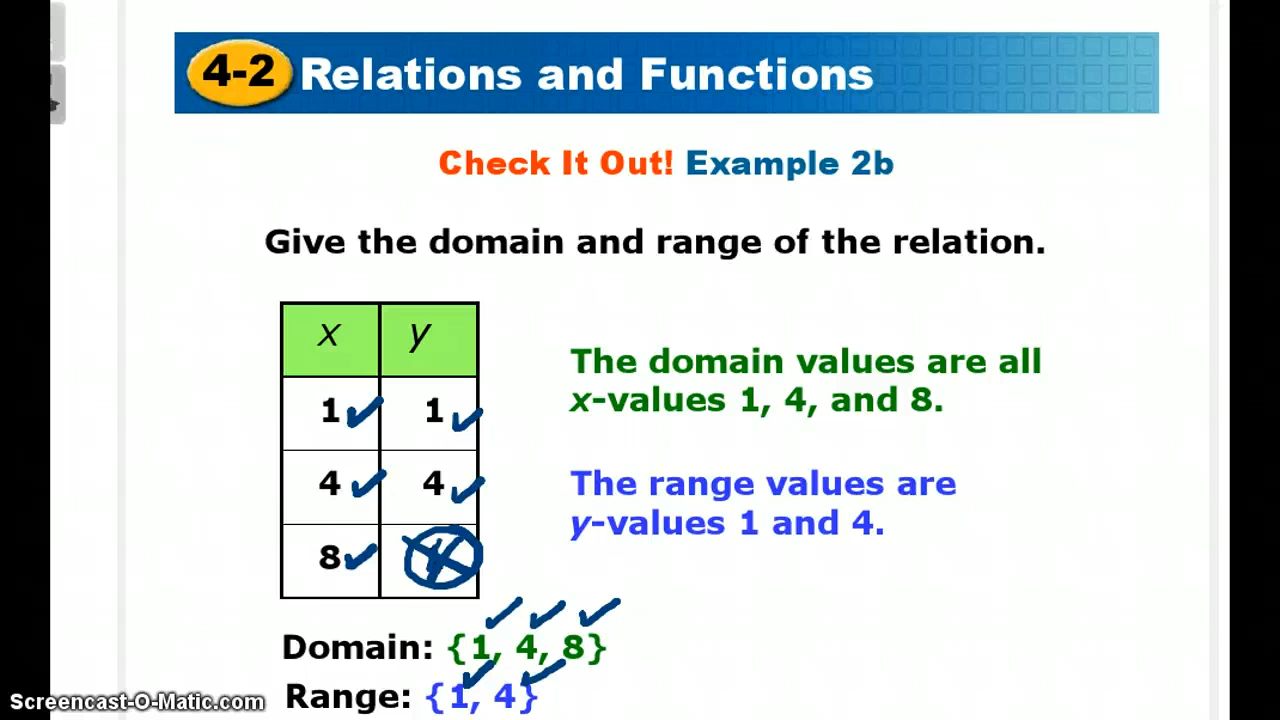 4-2 Relations and Functions
Check It Out! Example 2b
Give the domain and range of the relation.
x y
1 1
4 4
8
The domain values are all
x-values 1, 4, and 8.
The range values are
y-values 1 and 4.
Domain: {1, 4, 8}
Range: {1, 4}
Screencast-O-Matic.com